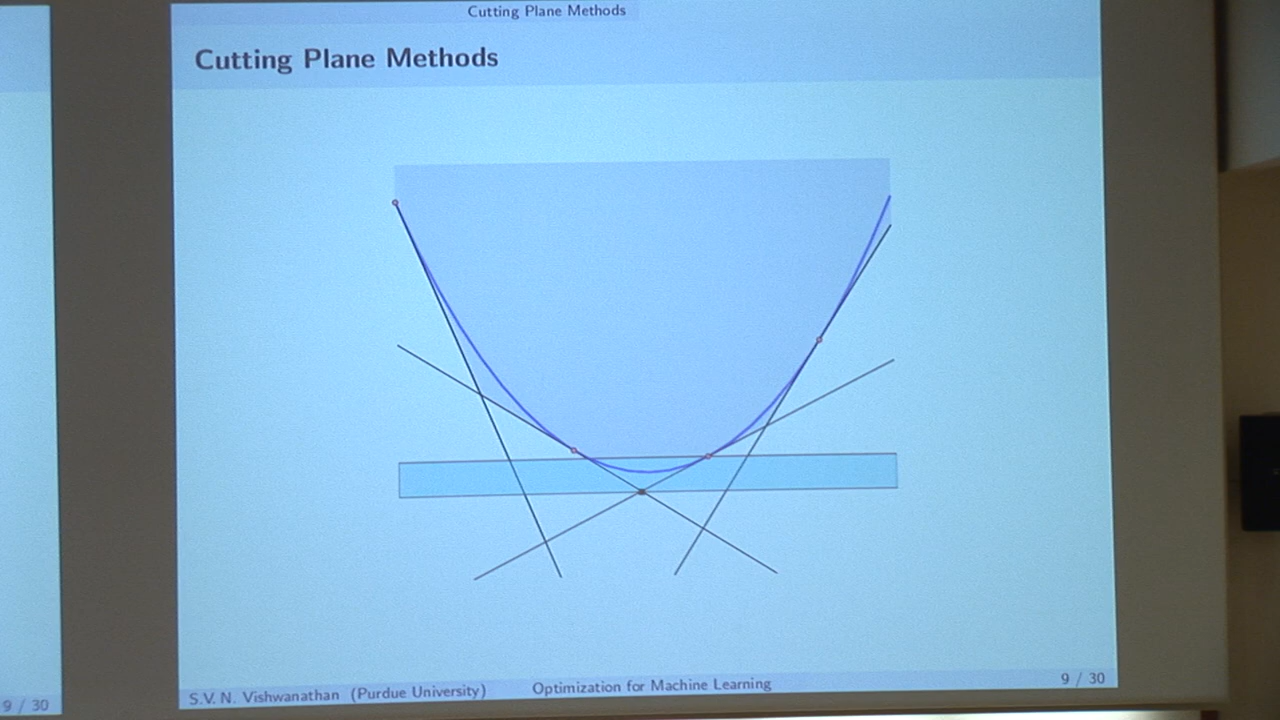 Cutting Plane Methods
Cutting Plane Methods
S.V. N. Vishwanathan (Purdue University) Optimization for Machine Learning 9 / 30
9 / 30